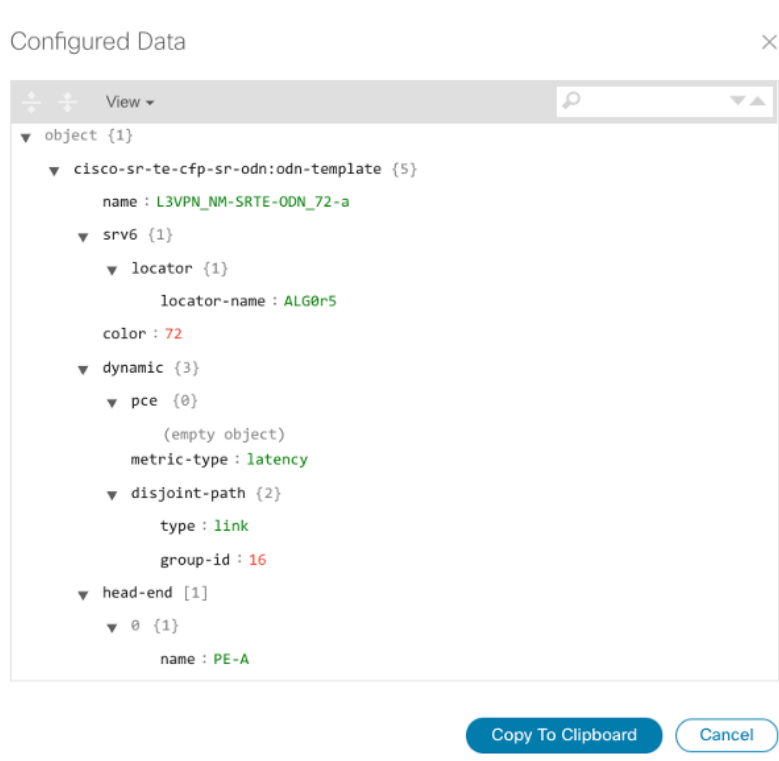 Configured Data
View
object {1}
cisco-sr-te-cfp-sr-odn:odn-template {5}
name : L3VPN_NM-SRTE-ODN_72-a
srv6 {1}
locator {1}
locator-name : ALG0r5
color : 72
dynamic {3}
pce {0}
(empty object)
metric-type : latency
disjoint-path {2}
type : link
group-id : 16
head-end [1]
0 {1}
name : PE-A
Copy To Clipboard Cancel